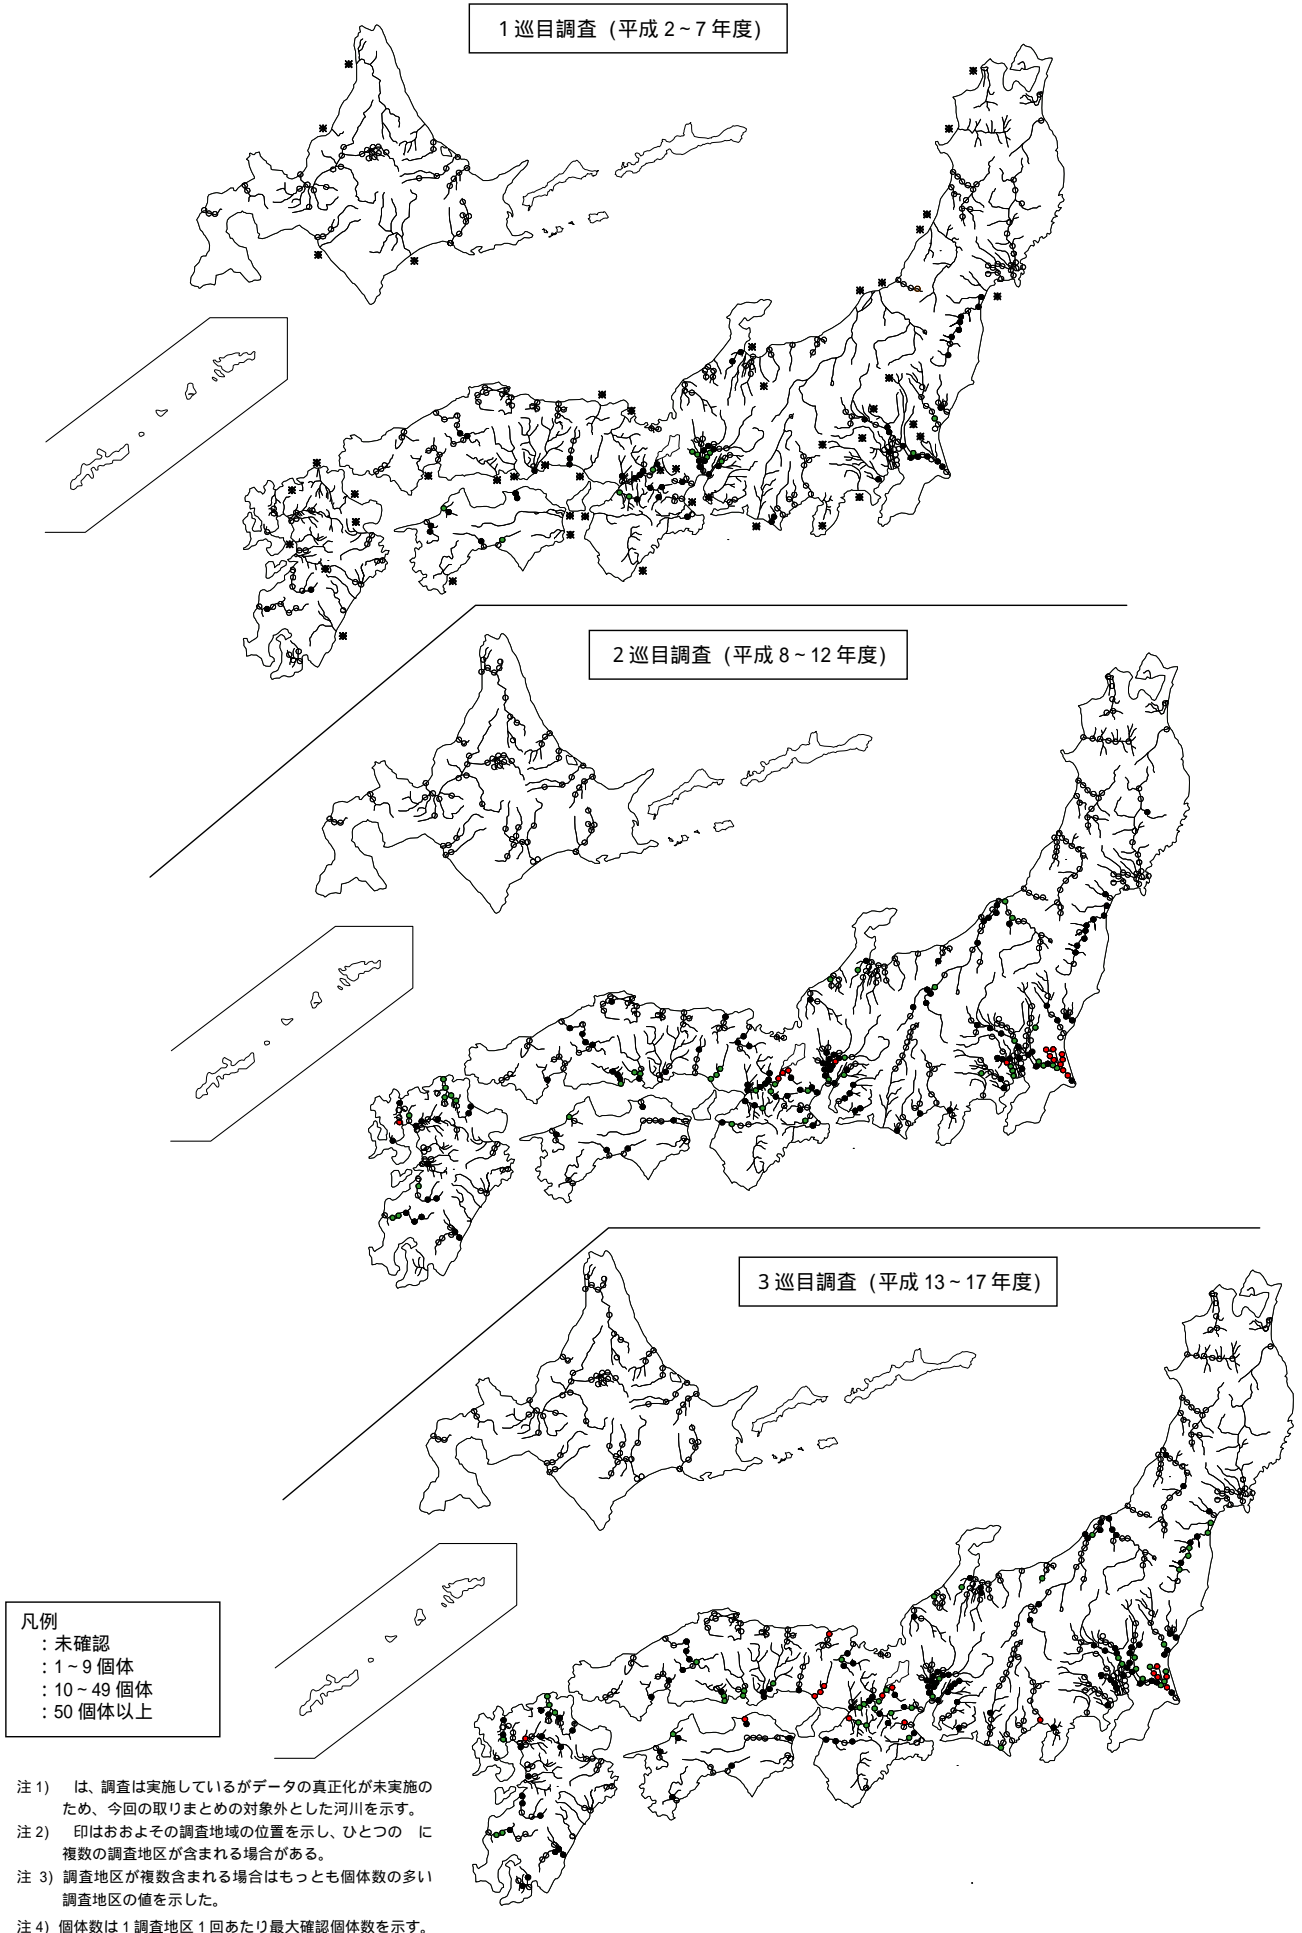 1巡目調査 (平成 2~7 年度)
2巡目調査 (平成 8~12 年度)
3巡目調査 (平成 13~17 年度)
凡例
：未確認
：1~9 個体
：10~49 個体
：50 個体以上
注 1) は、調査は実施しているがデータの真正化が未実施の
ため、今回の取りまとめの対象外とした河川を示す。
注 2) 印はおおよその調査地域の位置を示し、ひとつの に
複数の調査地区が含まれる場合がある。
注 3) 調査地区が複数含まれる場合はもっとも個体数の多い
調査地区の値を示した。
注 4) 個体数は 1 調査地区 1 回あたり最大確認個体数を示す。